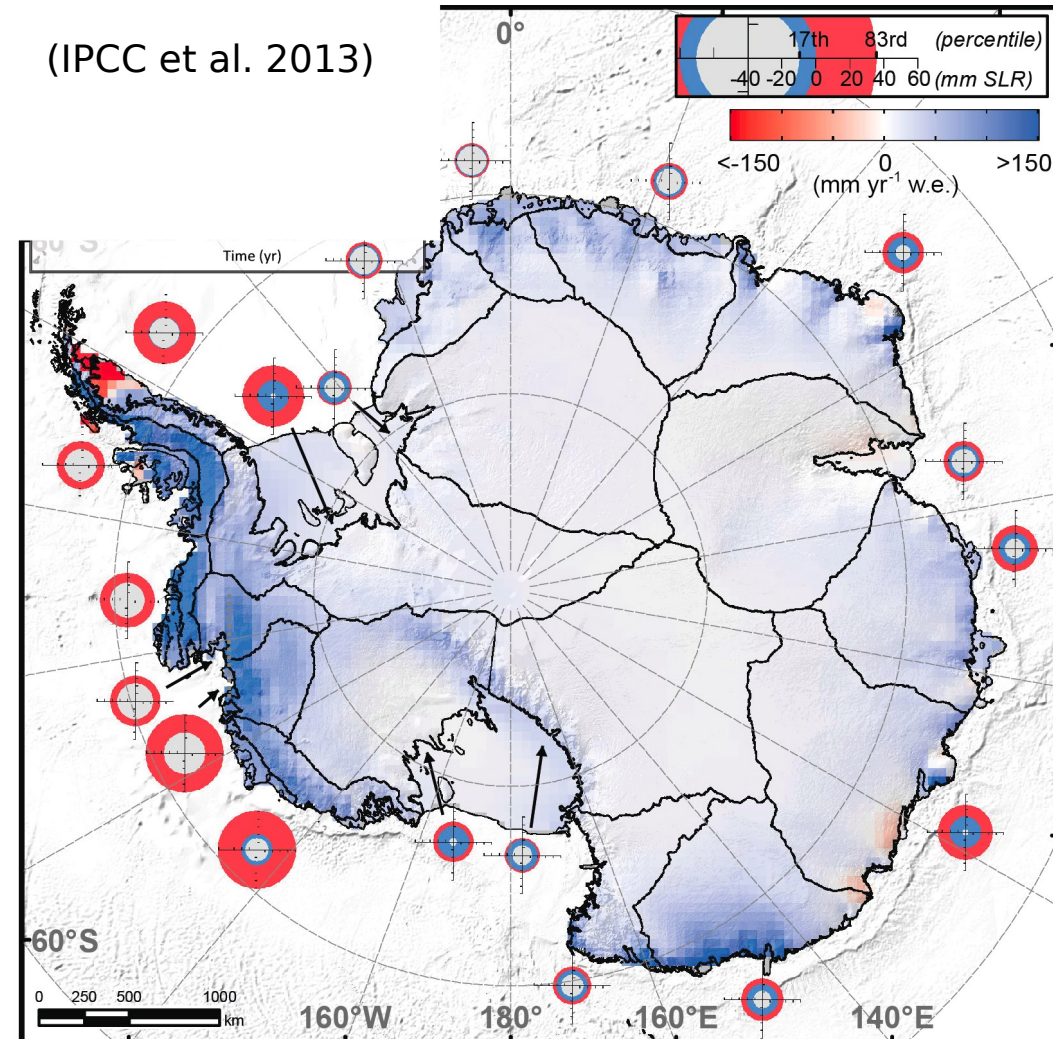 (IPCC et al. 2013)
0°
17th 83rd (percentile)
-40 -20 0 20 40 60 (mm SLR)
<-150 0 >150
(mm yr-1 w.e.)
Time (yr)
60°S
0 250 500 1000
km
160°W 180° 160°E 140°E